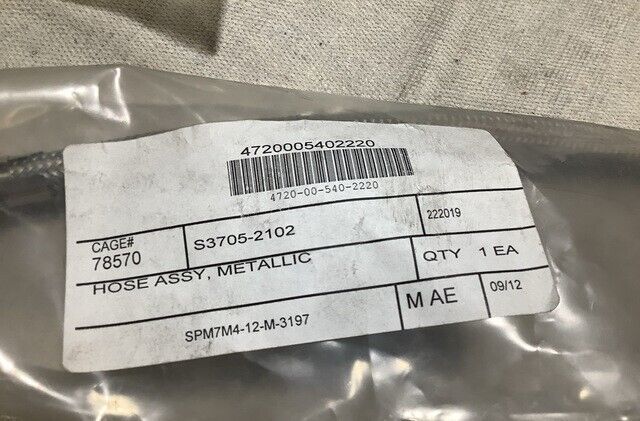 4720005402220
4720-00-540-2220
CAGE#
78570
S3705-2102
222019
HOSE ASSY, METALLIC
QTY 1 EA
SPM7M4-12-M-3197
M AE
09/12